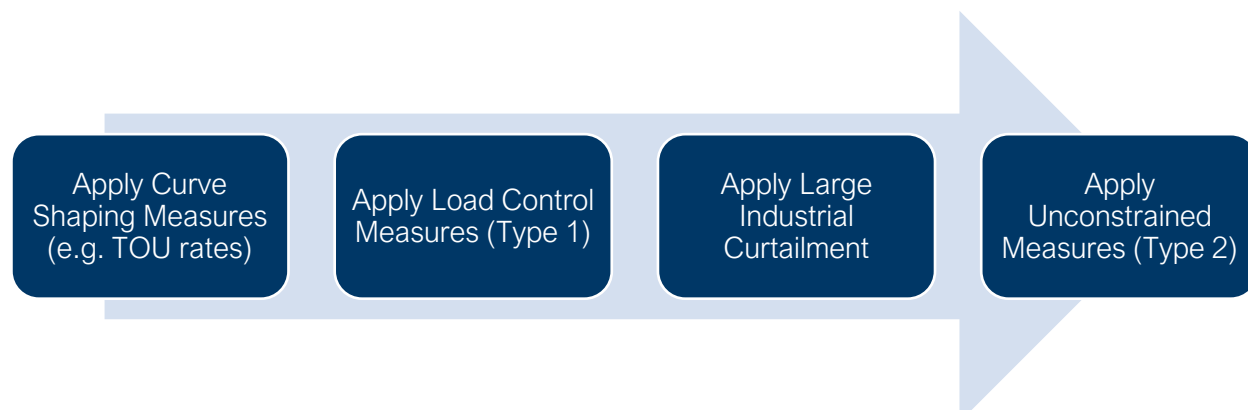 Apply Curve
Shaping Measures
(e.g. TOU rates)
Apply Load Control
Measures (Type 1)
Apply Large
Industrial
Curtailment
Apply
Unconstrained
Measures (Type 2)